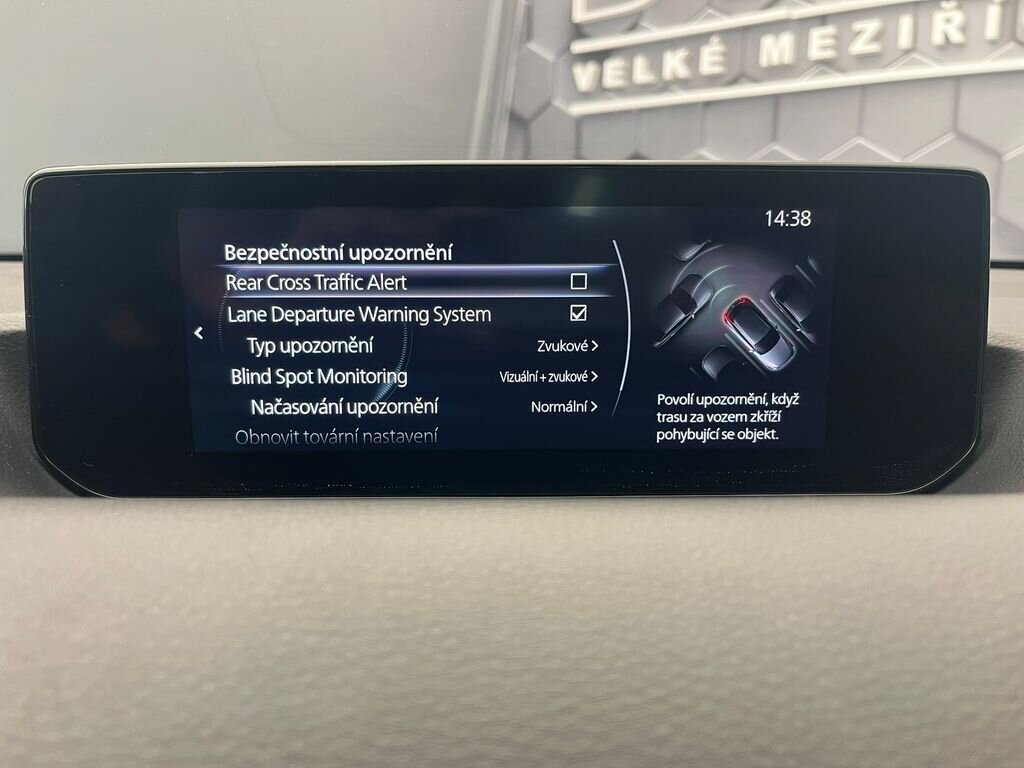 VELKÉ MEZIŘÍ
14:38
Bezpečnostní upozornění
Rear Cross Traffic Alert
Lane Departure Warning System
Typ upozornění Zvukové
Blind Spot Monitoring Vizuální + zvukové
Načasování upozornění Normální
Obnovit tovární nastavení
Povolí upozornění, když
trasu za vozem zkříží
pohybující se objekt.